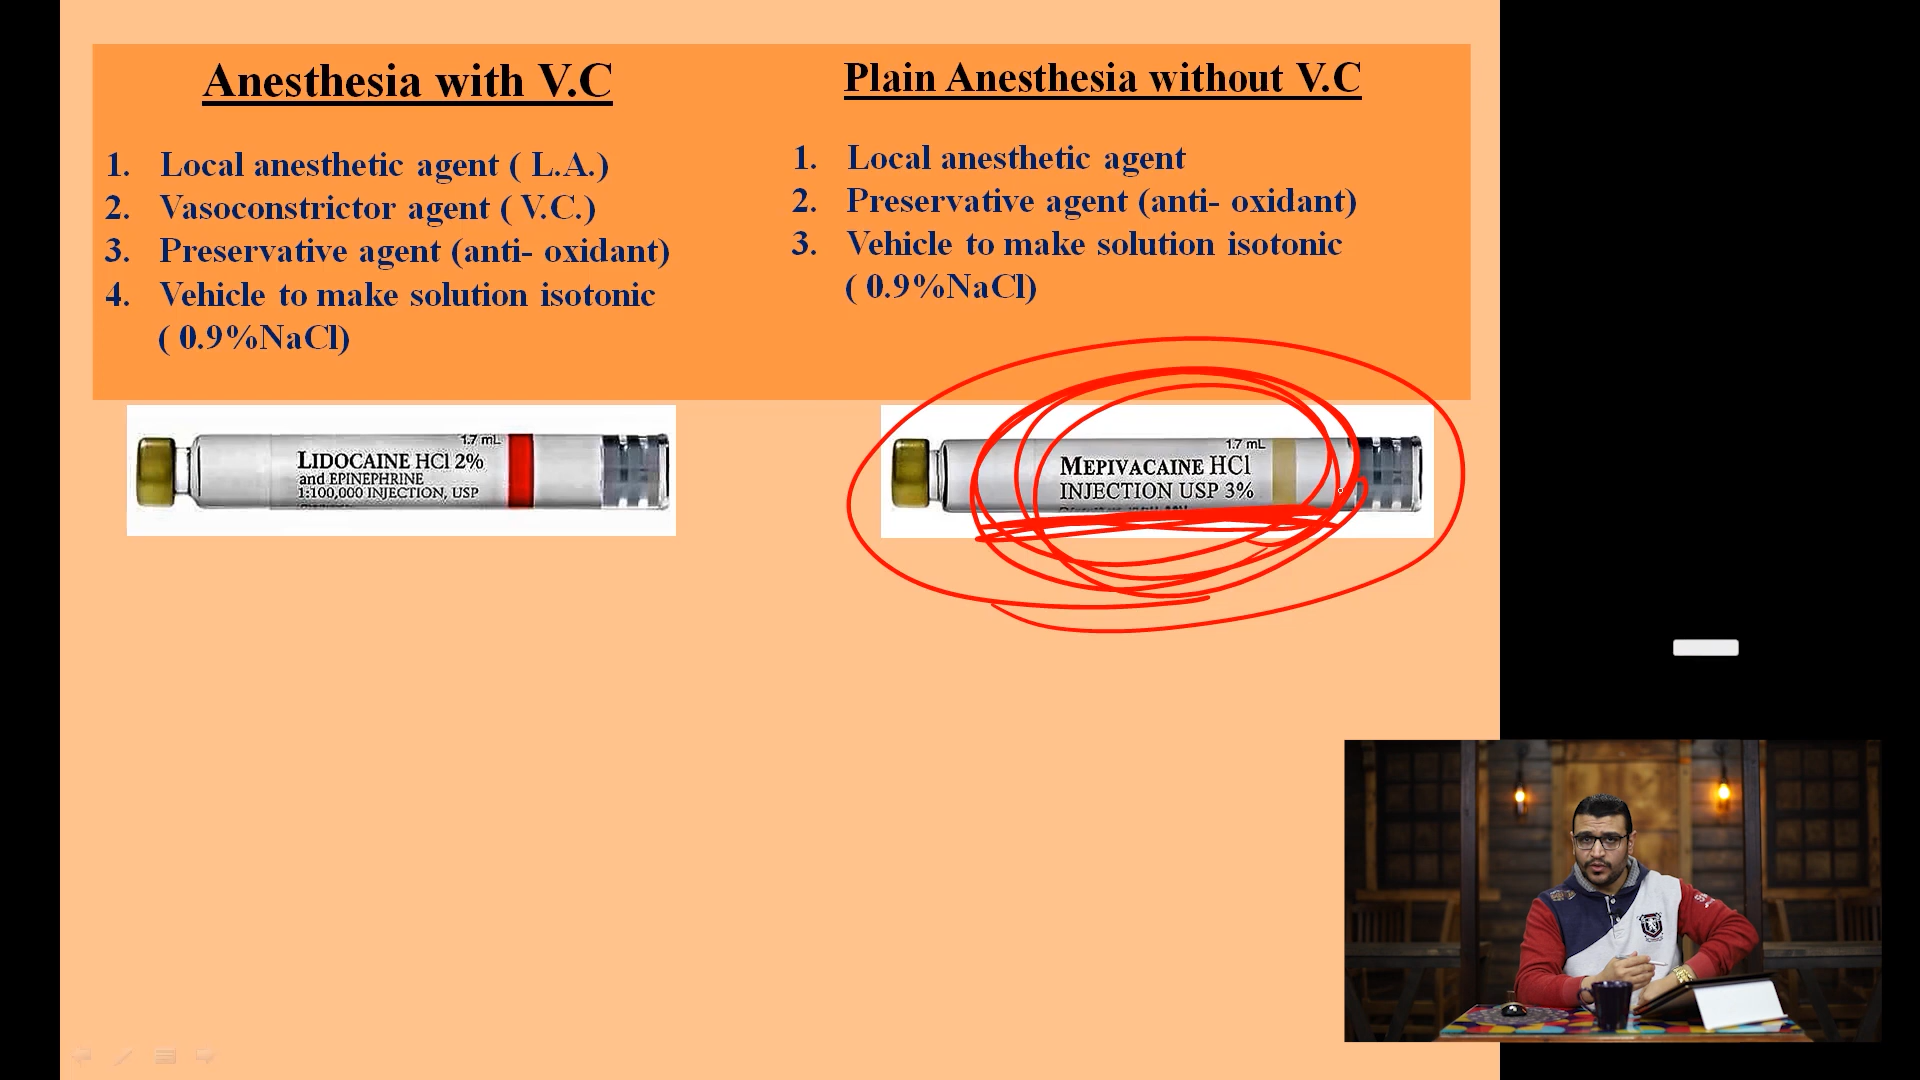 Anesthesia with V.C
1. Local anesthetic agent ( L.A.)
2. Vasoconstrictor agent ( V.C.)
3. Preservative agent (anti- oxidant)
4. Vehicle to make solution isotonic
( 0.9%NaCl)
Plain Anesthesia without V.C
1. Local anesthetic agent
2. Preservative agent (anti- oxidant)
3. Vehicle to make solution isotonic
( 0.9%NaCl)
1.7 mL
LIDOCAINE HCl 2%
and EPINEPHRINE
1:100,000 INJECTION, USP
1.7 mL
MEPIVACAINE HCl
INJECTION USP 3%